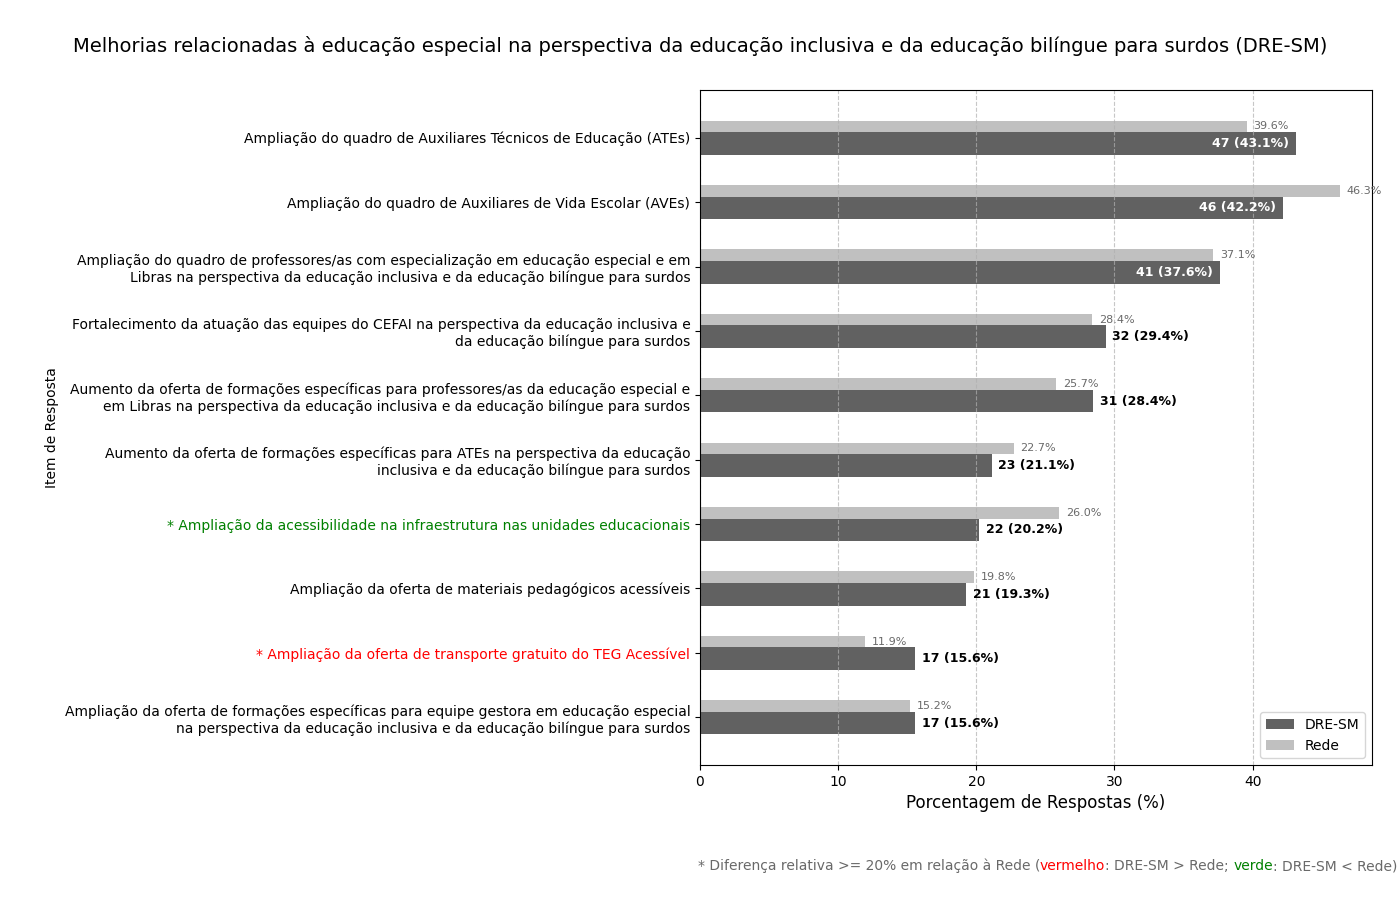 Melhorias relacionadas à educação especial na perspectiva da educação inclusiva e da educação bilíngue para surdos (DRE-SM)
Item de Resposta
Ampliação do quadro de Auxiliares Técnicos de Educação (ATEs)
39.6%
47 (43.1%)
Ampliação do quadro de Auxiliares de Vida Escolar (AVEs)
46.3%
46 (42.2%)
Ampliação do quadro de professores/as com especialização em educação especial e em
Libras na perspectiva da educação inclusiva e da educação bilíngue para surdos
37.1%
41 (37.6%)
Fortalecimento da atuação das equipes do CEFAI na perspectiva da educação inclusiva e
da educação bilíngue para surdos
28.4%
32 (29.4%)
Aumento da oferta de formações específicas para professores/as da educação especial e
em Libras na perspectiva da educação inclusiva e da educação bilíngue para surdos
25.7%
31 (28.4%)
Aumento da oferta de formações específicas para ATEs na perspectiva da educação
inclusiva e da educação bilíngue para surdos
22.7%
23 (21.1%)
* Ampliação da acessibilidade na infraestrutura nas unidades educacionais
26.0%
22 (20.2%)
Ampliação da oferta de materiais pedagógicos acessíveis
19.8%
21 (19.3%)
* Ampliação da oferta de transporte gratuito do TEG Acessível
11.9%
17 (15.6%)
Ampliação da oferta de formações específicas para equipe gestora em educação especial
na perspectiva da educação inclusiva e da educação bilíngue para surdos
15.2%
17 (15.6%)
DRE-SM
Rede
0 10 20 30 40
Porcentagem de Respostas (%)
* Diferença relativa >= 20% em relação à Rede (vermelho: DRE-SM > Rede; verde: DRE-SM < Rede)